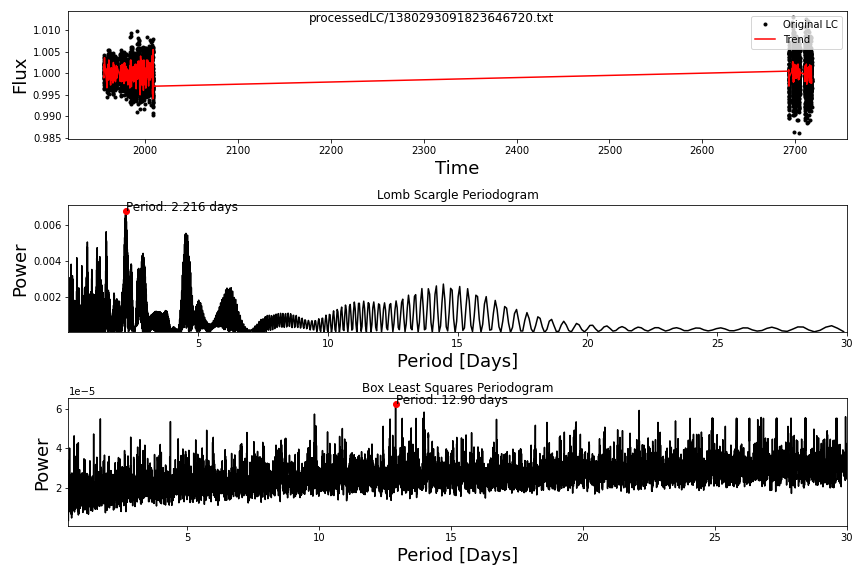 processedLC/1380293091823646720.txt
Original LC
Trend
1.010
1.005
1.000
0.995
0.990
0.985
Flux
2000 2100 2200 2300 2400 2500 2600 2700
Time
Lomb Scargle Periodogram
Period: 2.216 days
0.006
0.004
0.002
Power
5 10 15 20 25 30
Period [Days]
Box Least Squares Periodogram
1e−5
Period: 12.90 days
6
4
2
Power
5 10 15 20 25 30
Period [Days]